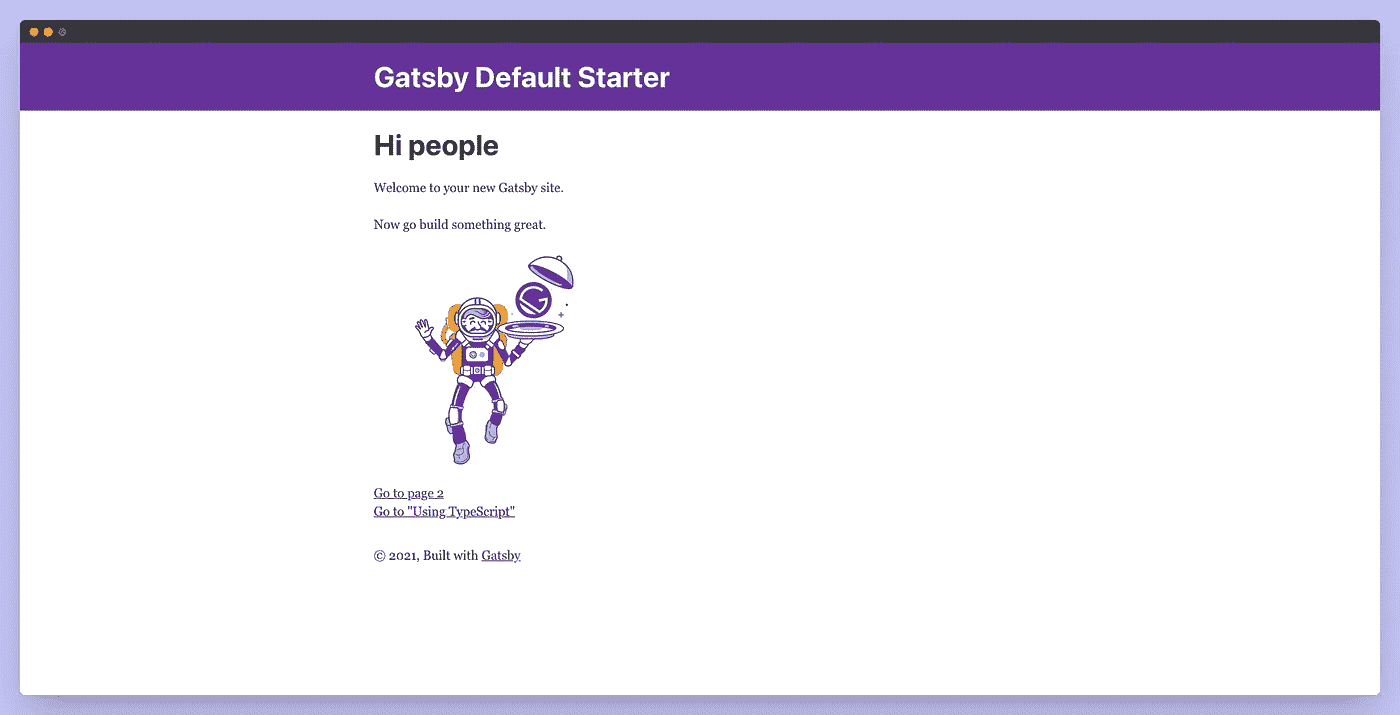 Gatsby Default Starter
Hi people
Welcome to your new Gatsby site.
Now go build something great.
Go to page 2
Go to "Using TypeScript"
© 2021, Built with Gatsby